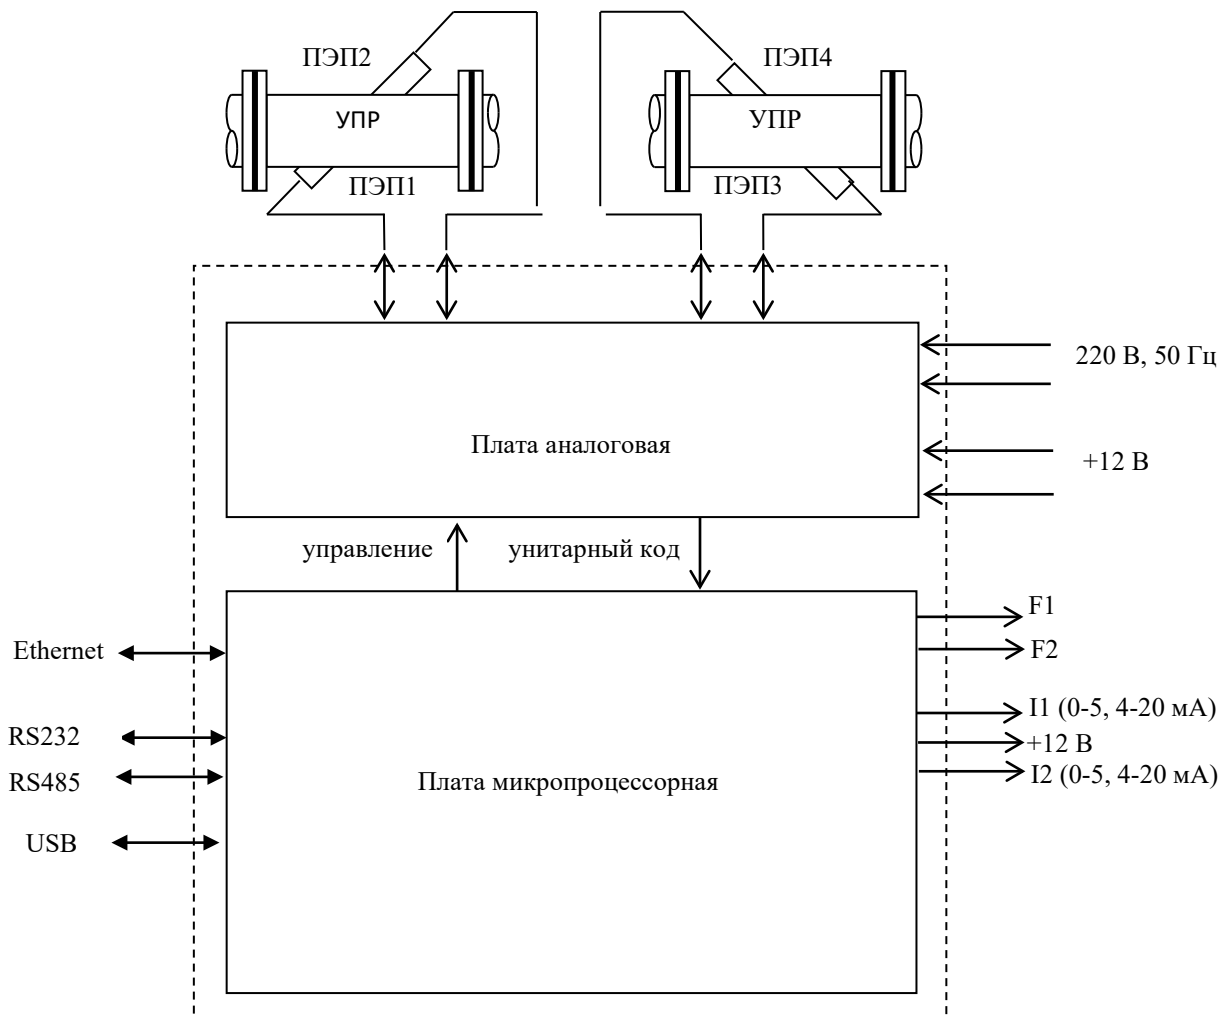 ПЭП2
ПЭП4
УПР
УПР
ПЭП1
ПЭП3
220 В, 50 Гц
Плата аналоговая
+12 В
управление
унитарный код
F1
F2
Ethernet
I1 (0-5, 4-20 мА)
RS232
+12 В
RS485
Плата микропроцессорная
I2 (0-5, 4-20 мА)
USB